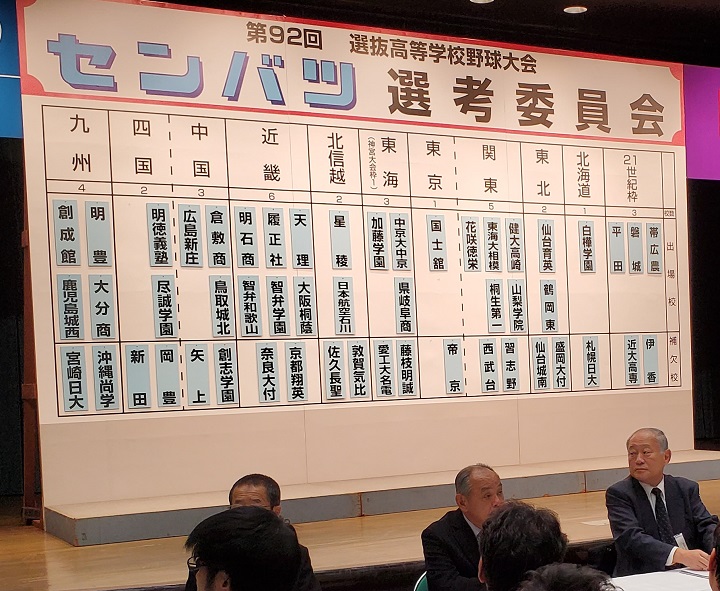 第92回 選抜高等学校野球大会
センバツ 選考委員会
21世紀枠 北海道 東北 関東 東京 東海 (神宮大会枠1) 北信越 近畿 中国 四国 九州
校数 3 1 2 5 1 3 2 6 3 2 4
出場校
帯広農 磐城 平田
白樺学園
仙台育英 鶴岡東
健大高崎 東海大相模 花咲徳栄 山梨学院 桐生第一
国士舘
中京大中京 加藤学園 県岐阜商
星稜 日本航空石川
天理 履正社 明石商 大阪桐蔭 智弁学園 智弁和歌山
倉敷商 広島新庄 鳥取城北
明徳義塾 尽誠学園
明豊 創成館 大分商 鹿児島城西
補欠校
伊香 近大高専
札幌日大
盛岡大付 仙台城南
習志野 西武台
帝京
藤枝明誠 愛工大名電
敦賀気比 佐久長聖
京都翔英 奈良大付
創志学園 矢上
岡豊 新田
沖縄尚学 宮崎日大